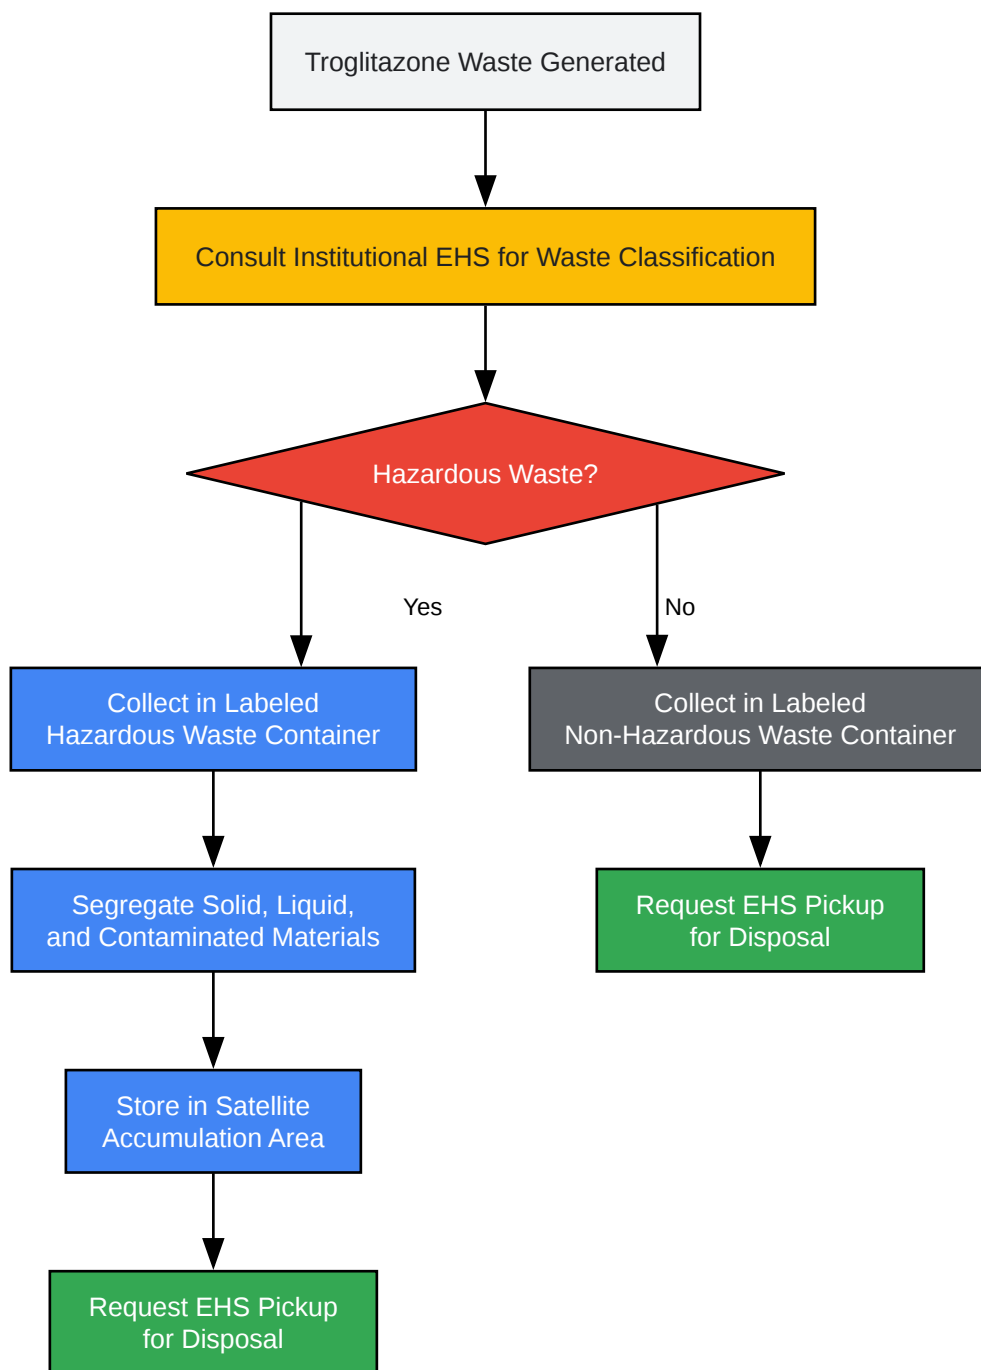 Troglitazone Waste Generated
Consult Institutional EHS for Waste Classification
Hazardous Waste?
Yes
No
Collect in Labeled
Hazardous Waste Container
Collect in Labeled
Non-Hazardous Waste Container
Segregate Solid, Liquid,
and Contaminated Materials
Request EHS Pickup
for Disposal
Store in Satellite
Accumulation Area
Request EHS Pickup
for Disposal